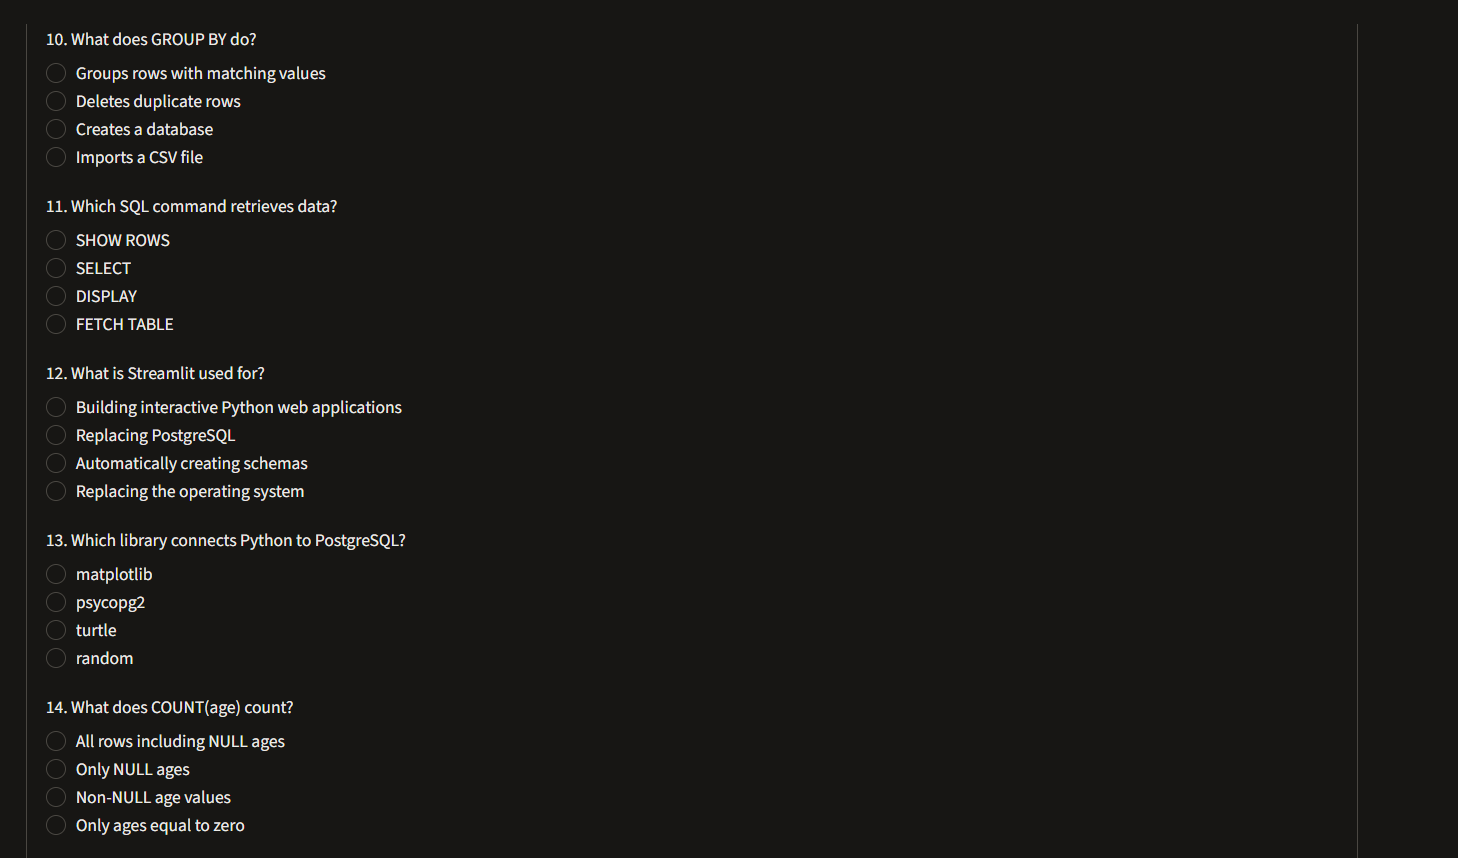 10. What does GROUP BY do?
Groups rows with matching values
Deletes duplicate rows
Creates a database
Imports a CSV file
11. Which SQL command retrieves data?
SHOW ROWS
SELECT
DISPLAY
FETCH TABLE
12. What is Streamlit used for?
Building interactive Python web applications
Replacing PostgreSQL
Automatically creating schemas
Replacing the operating system
13. Which library connects Python to PostgreSQL?
matplotlib
psycopg2
turtle
random
14. What does COUNT(age) count?
All rows including NULL ages
Only NULL ages
Non-NULL age values
Only ages equal to zero